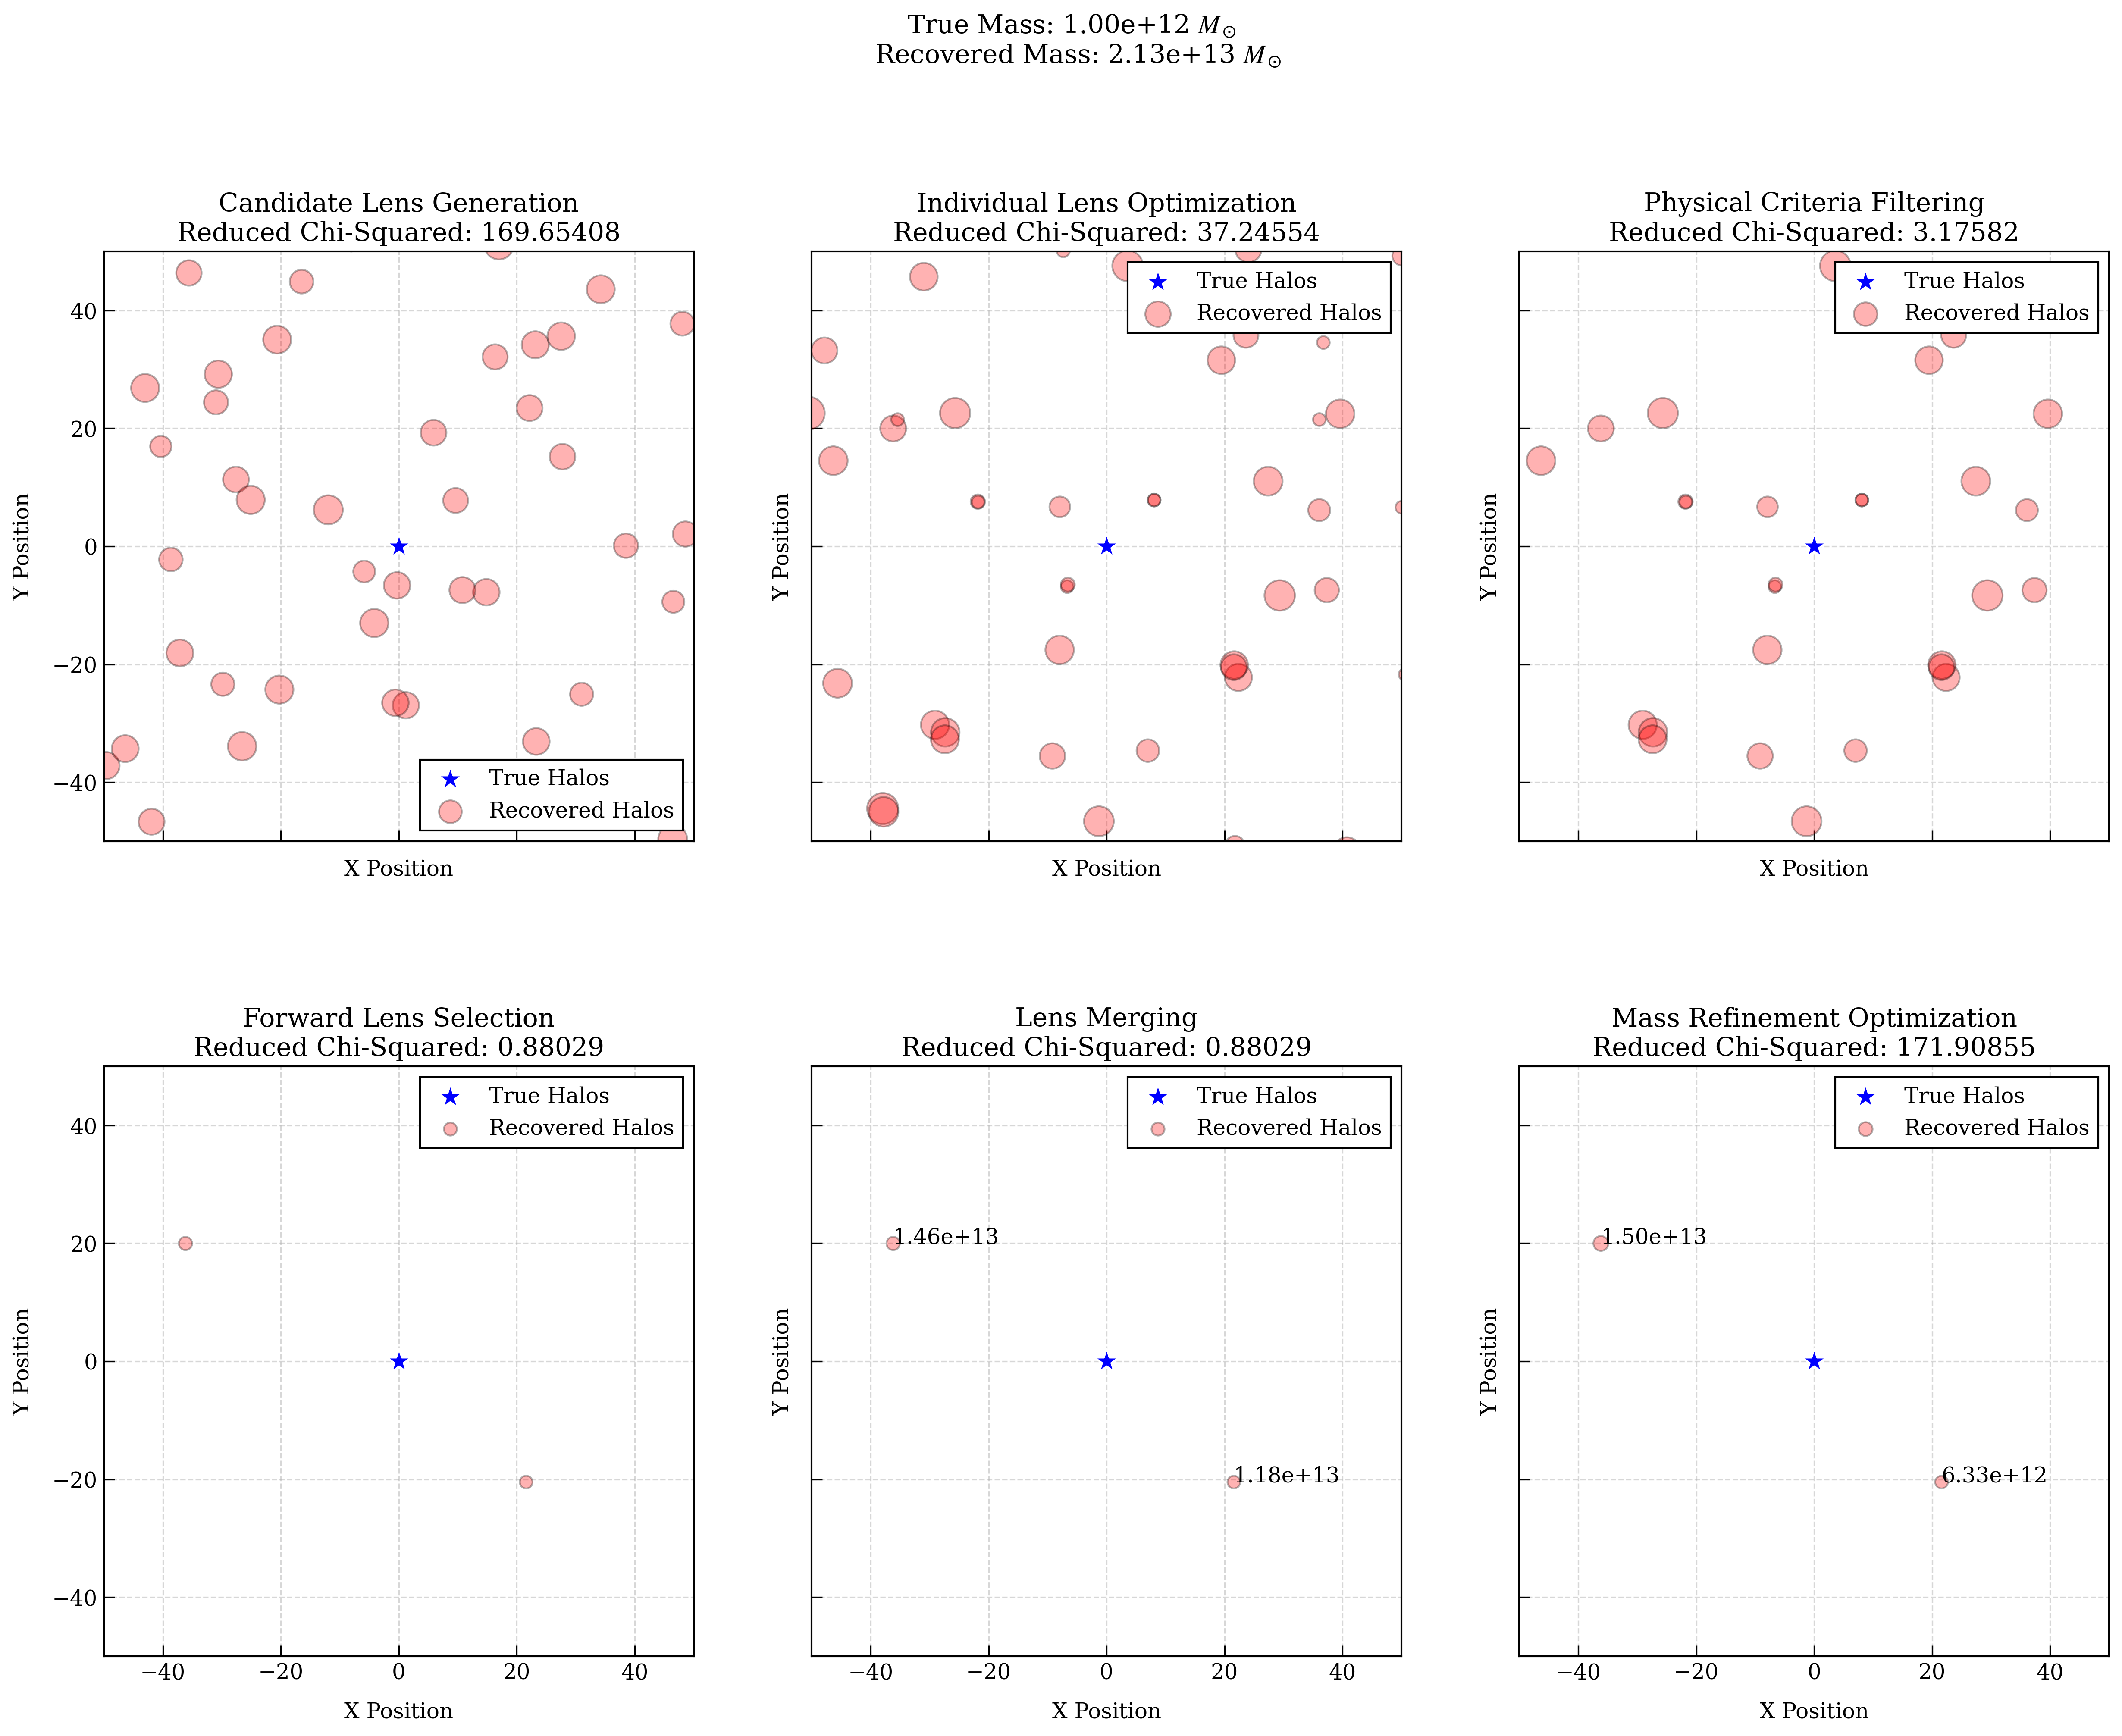 True Mass: 1.00e+12 M⊙
Recovered Mass: 2.13e+13 M⊙
Candidate Lens Generation
Reduced Chi-Squared: 169.65408
Y Position
40
20
0
−20
−40
True Halos
Recovered Halos
X Position
Individual Lens Optimization
Reduced Chi-Squared: 37.24554
Y Position
True Halos
Recovered Halos
X Position
Physical Criteria Filtering
Reduced Chi-Squared: 3.17582
Y Position
True Halos
Recovered Halos
X Position
Forward Lens Selection
Reduced Chi-Squared: 0.88029
Y Position
40
20
0
−20
−40
True Halos
Recovered Halos
−40 −20 0 20 40
X Position
Lens Merging
Reduced Chi-Squared: 0.88029
Y Position
True Halos
Recovered Halos
1.46e+13
1.18e+13
−40 −20 0 20 40
X Position
Mass Refinement Optimization
Reduced Chi-Squared: 171.90855
Y Position
True Halos
Recovered Halos
1.50e+13
6.33e+12
−40 −20 0 20 40
X Position